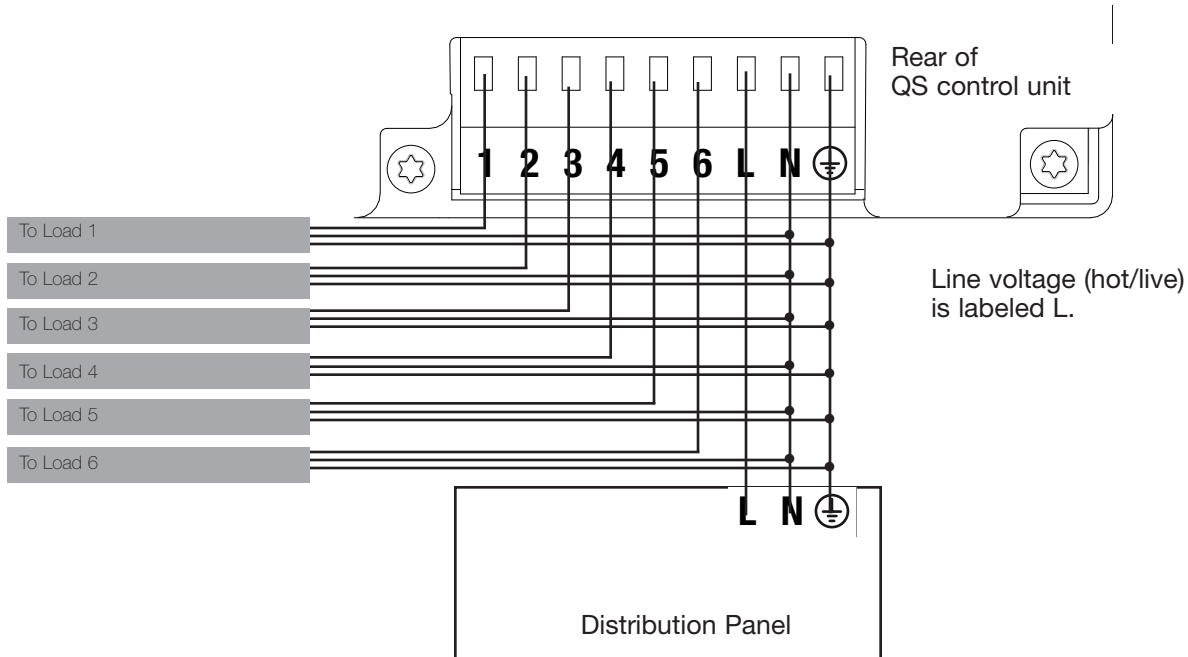 Rear of
QS control unit
1 2 3 4 5 6 L N
To Load 1
To Load 2
To Load 3
To Load 4
To Load 5
To Load 6
Line voltage (hot/live)
is labeled L.
L N
Distribution Panel